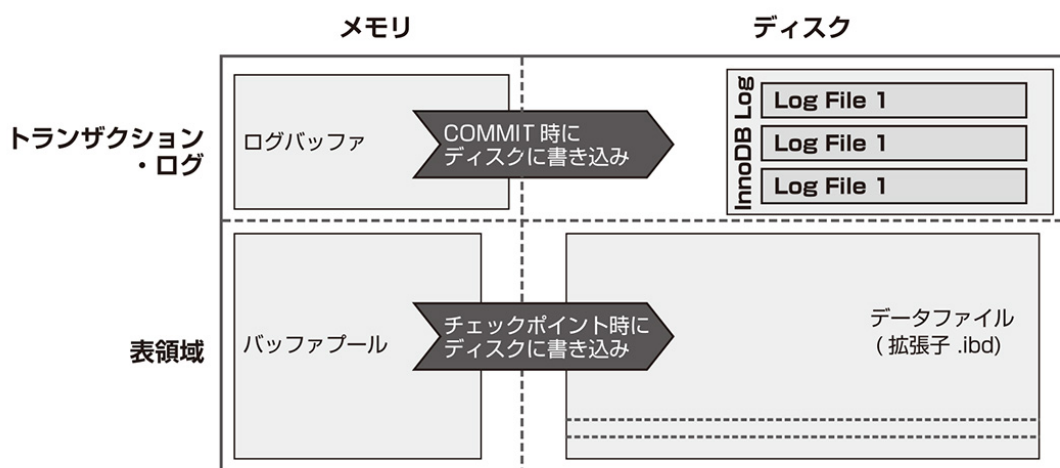 メモリ
ディスク
トランザクション
・ログ
ログバッファ
COMMIT 時に
ディスクに書き込み
InnoDB Log
Log File 1
Log File 1
Log File 1
表領域
バッファプール
チェックポイント時に
ディスクに書き込み
データファイル
( 拡張子 .ibd)